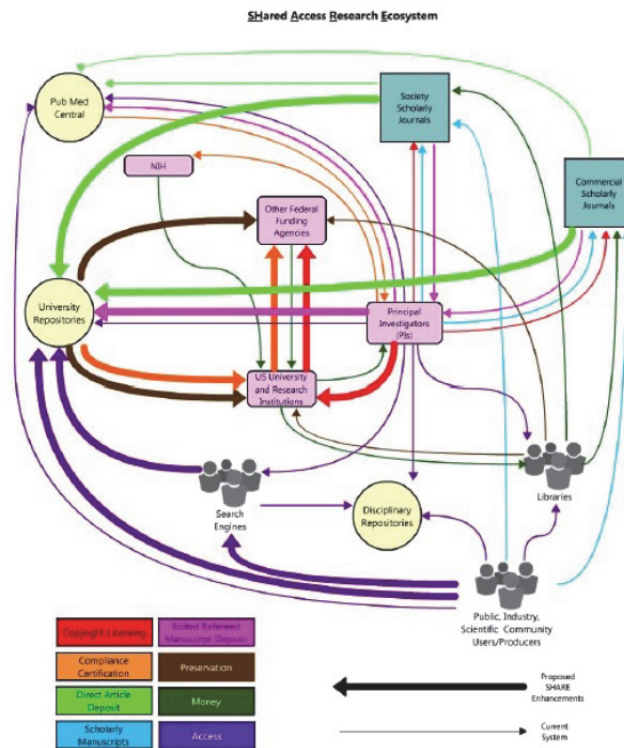 SHared Access Research Ecosystem
Pub Med
Central
Society
Scholarly
Journals
Commercial
Scholarly
Journals
NIH
Other Federal
Funding
Agencies
University
Repositories
Principal
Investigators
(PIs)
US University
and Research
Institutions
Search
Engines
Disciplinary
Repositories
Libraries
Public, Industry,
Scientific Community
Users/Producers
Copyright Licensing
Edited Refereed
Manuscript Deposit
Compliance
Certification
Preservation
Direct Article
Deposit
Money
Scholarly
Manuscripts
Access
Proposed
SHARE
Enhancements
Current
System